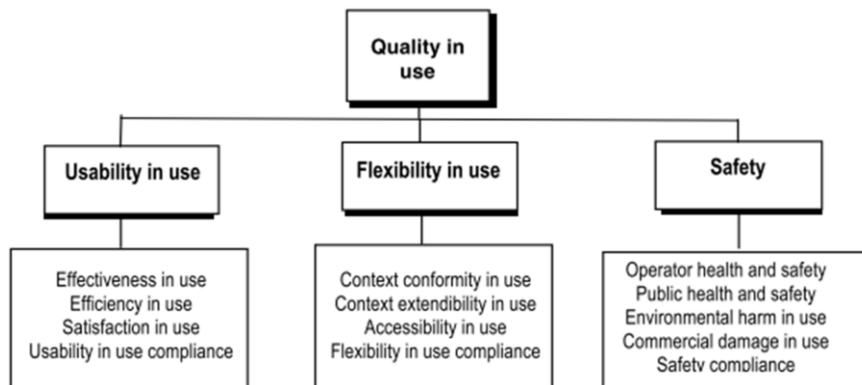 Quality in
use
Usability in use
Flexibility in use
Safety
Effectiveness in use
Efficiency in use
Satisfaction in use
Usability in use compliance
Context conformity in use
Context extendibility in use
Accessibility in use
Flexibility in use compliance
Operator health and safety
Public health and safety
Environmental harm in use
Commercial damage in use
Safety compliance